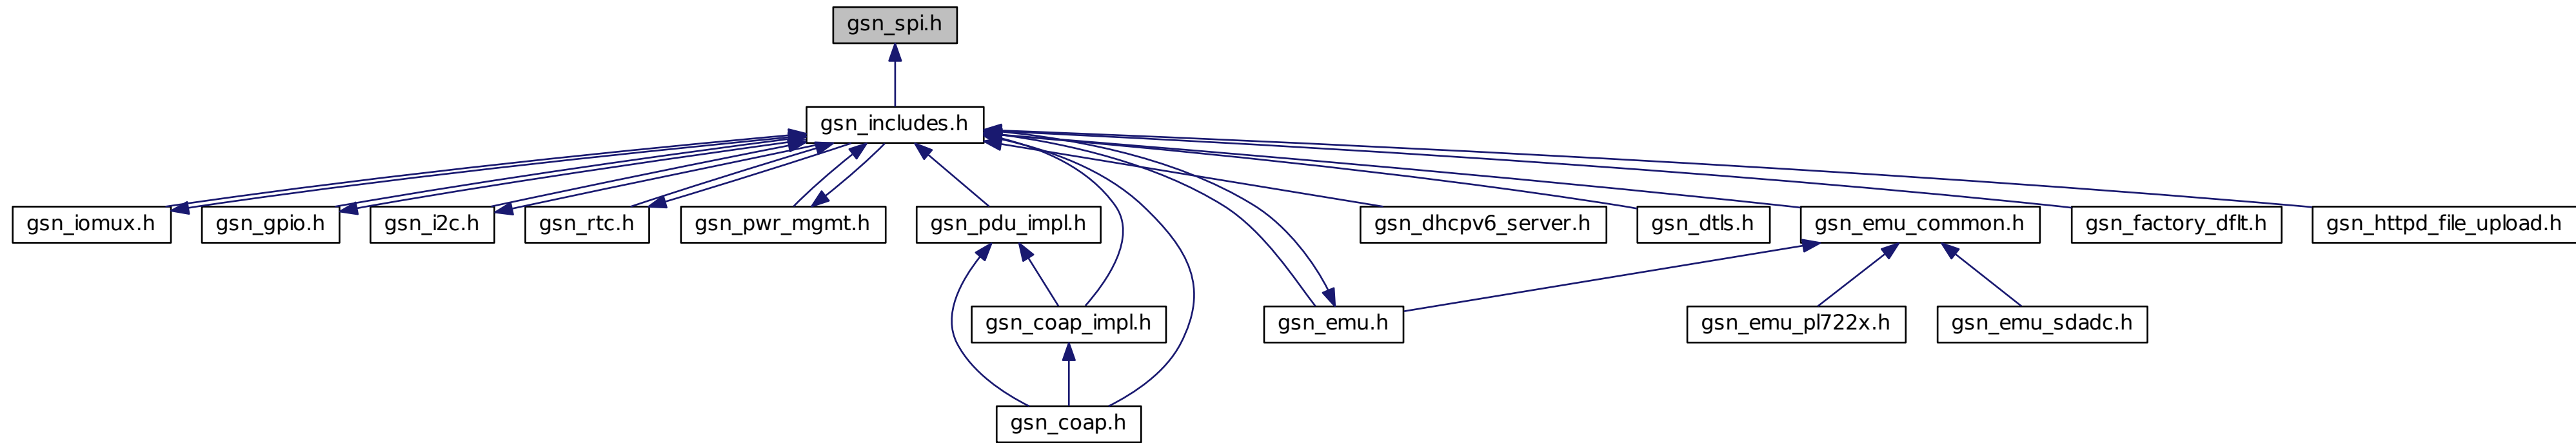 gsn_spi.h
gsn_includes.h
gsn_iomux.h
gsn_gpio.h
gsn_i2c.h
gsn_rtc.h
gsn_pwr_mgmt.h
gsn_pdu_impl.h
gsn_dhcpv6_server.h
gsn_dtls.h
gsn_emu_common.h
gsn_factory_dflt.h
gsn_httpd_file_upload.h
gsn_coap_impl.h
gsn_emu.h
gsn_emu_pl722x.h
gsn_emu_sdadc.h
gsn_coap.h